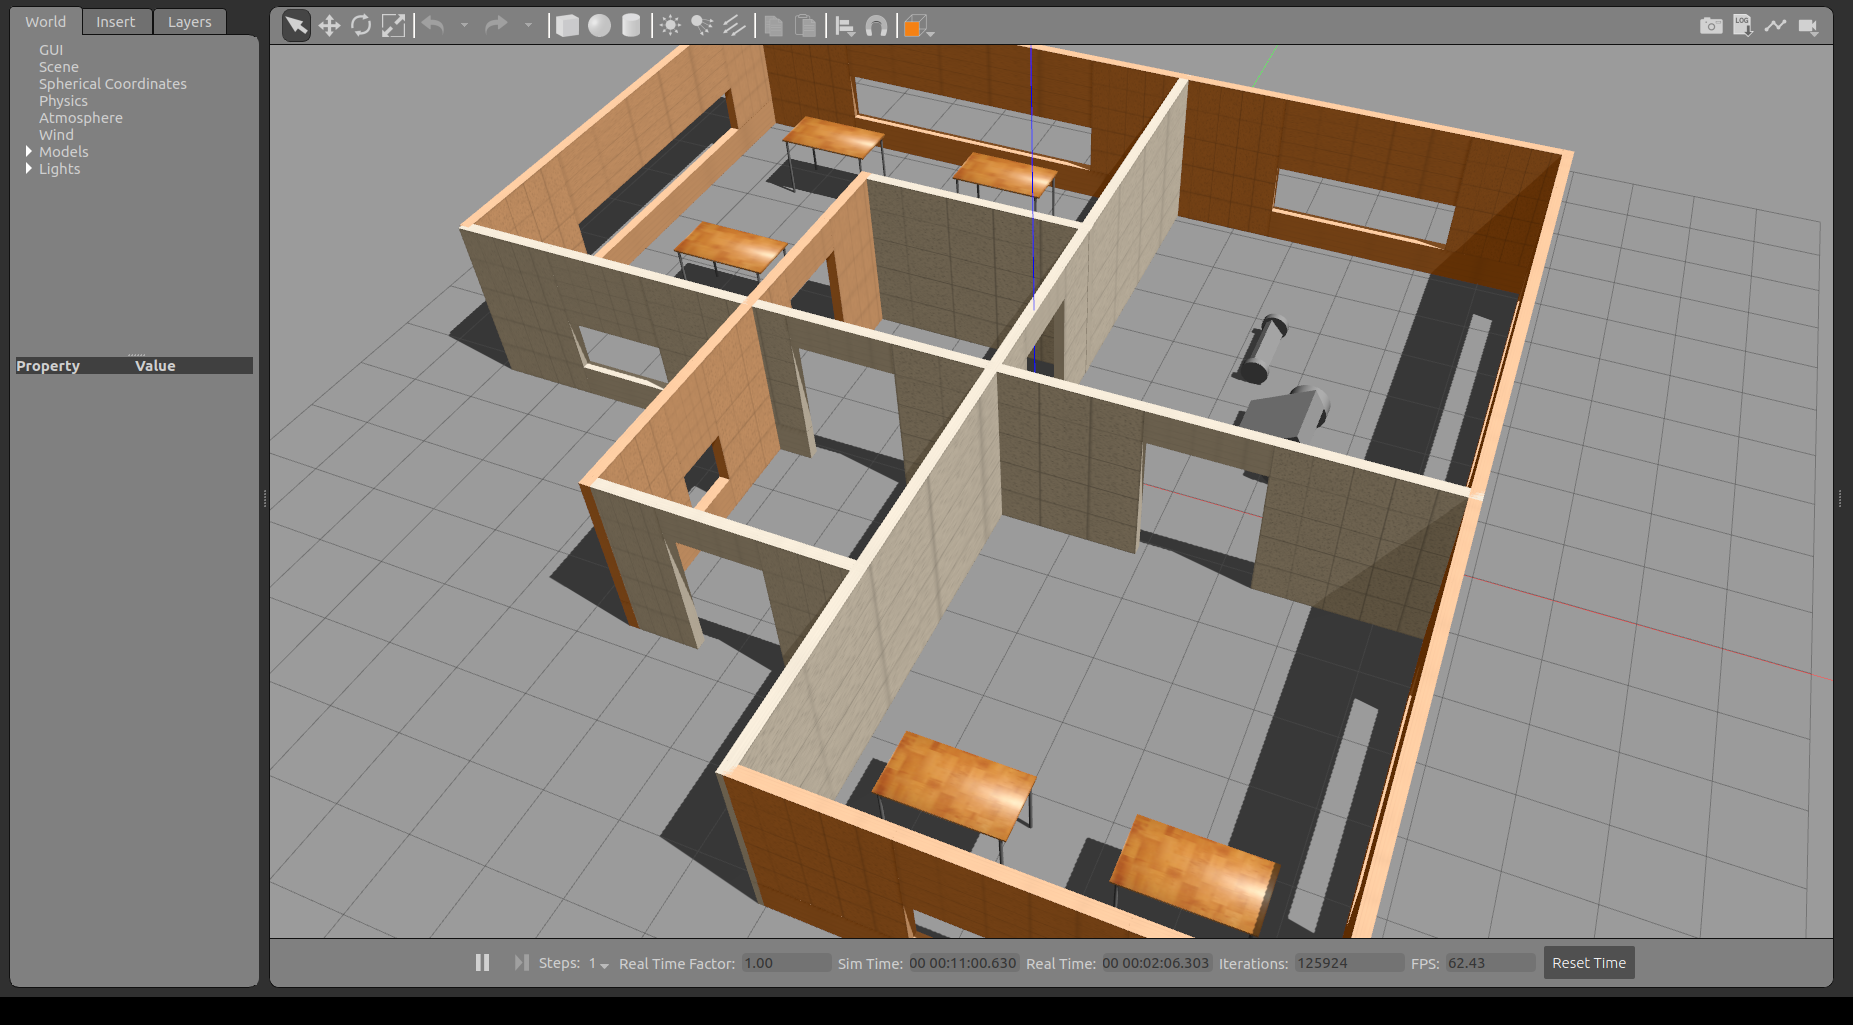 World Insert Layers
GUI
Scene
Spherical Coordinates
Physics
Atmosphere
Wind
Models
Lights
Property Value
LOG
Steps: 1 Real Time Factor: 1.00 Sim Time: 00 00:11:00.630 Real Time: 00 00:02:06.303 Iterations: 125924 FPS: 62.43 Reset Time